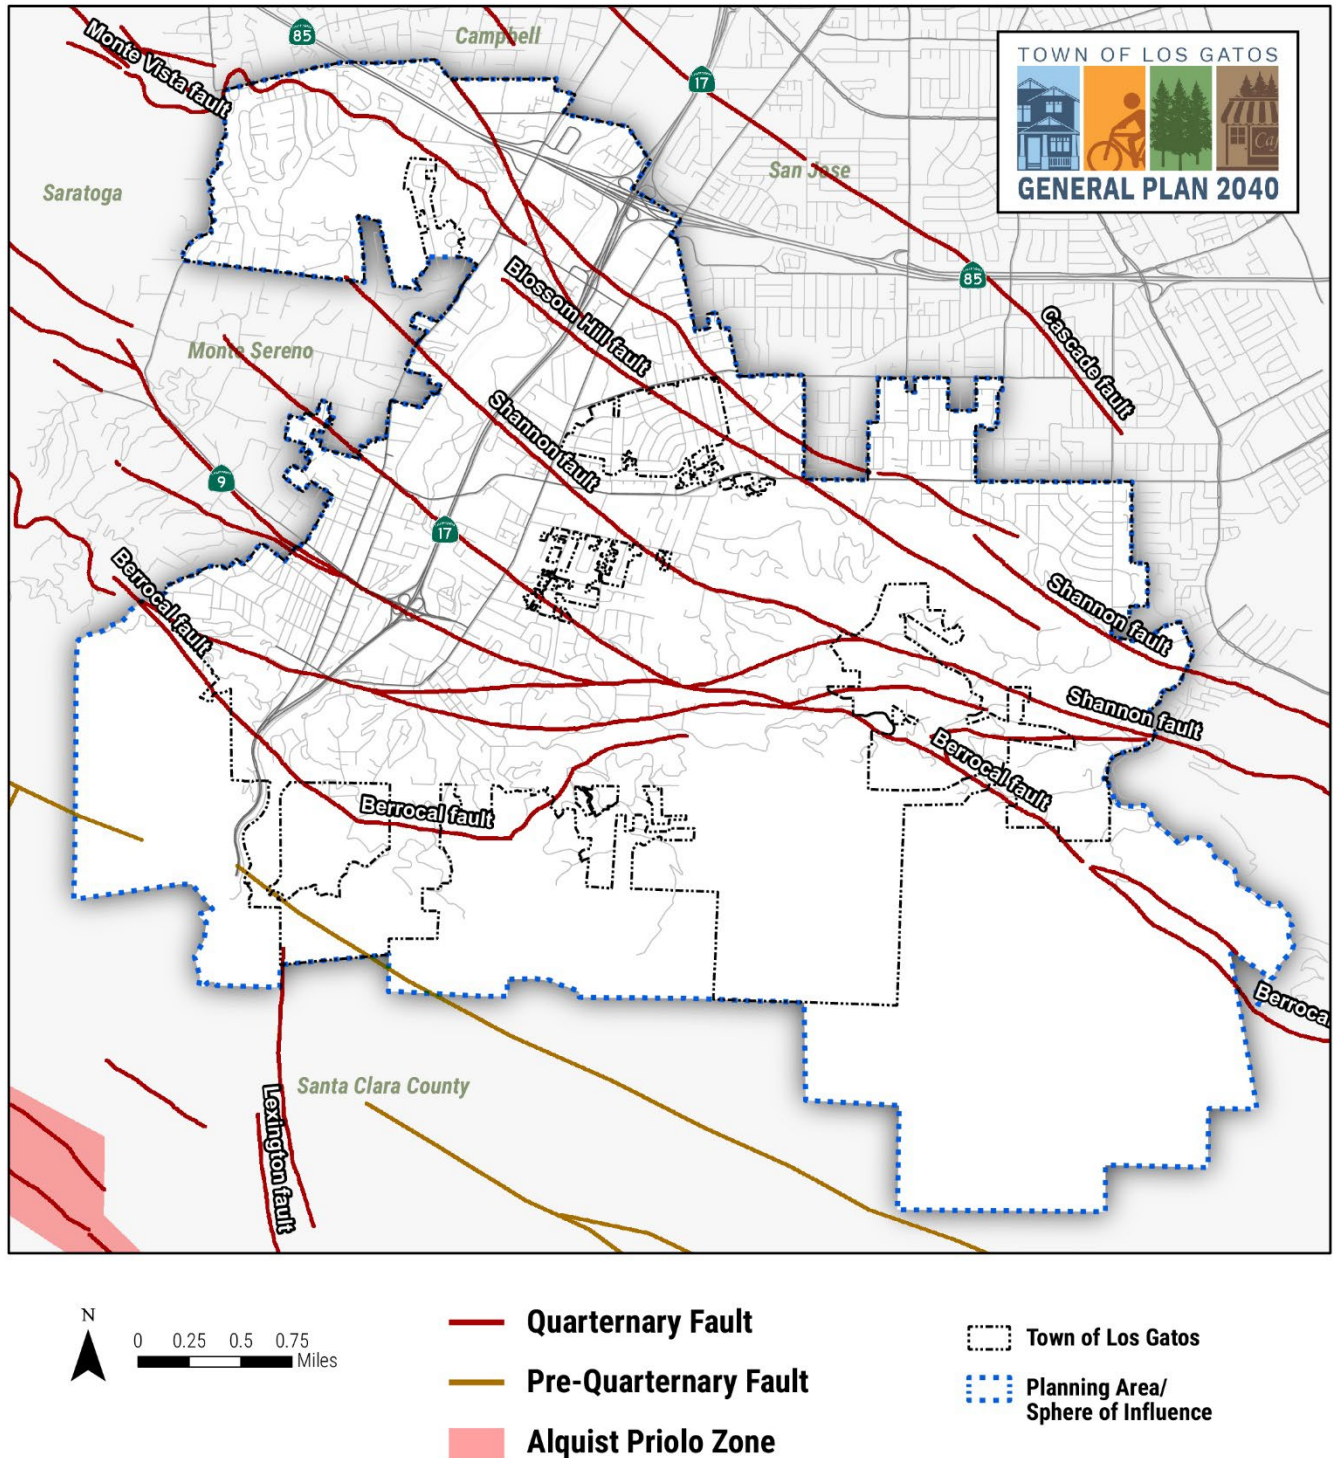 85
Campbell
Monte Vista fault
17
TOWN OF LOS GATOS
Café
GENERAL PLAN 2040
San Jose
Saratoga
Blossom Hill fault
85
Cascade fault
Monte Sereno
Shannon fault
9
17
Berrocal fault
Shannon fault
Shannon fault
Berrocal fault
Berrocal fault
Berrocal
Santa Clara County
Lexington fault
N
0 0.25 0.5 0.75
Miles
Quarternary Fault
Pre-Quarternary Fault
Alquist Priolo Zone
Town of Los Gatos
Planning Area/
Sphere of Influence